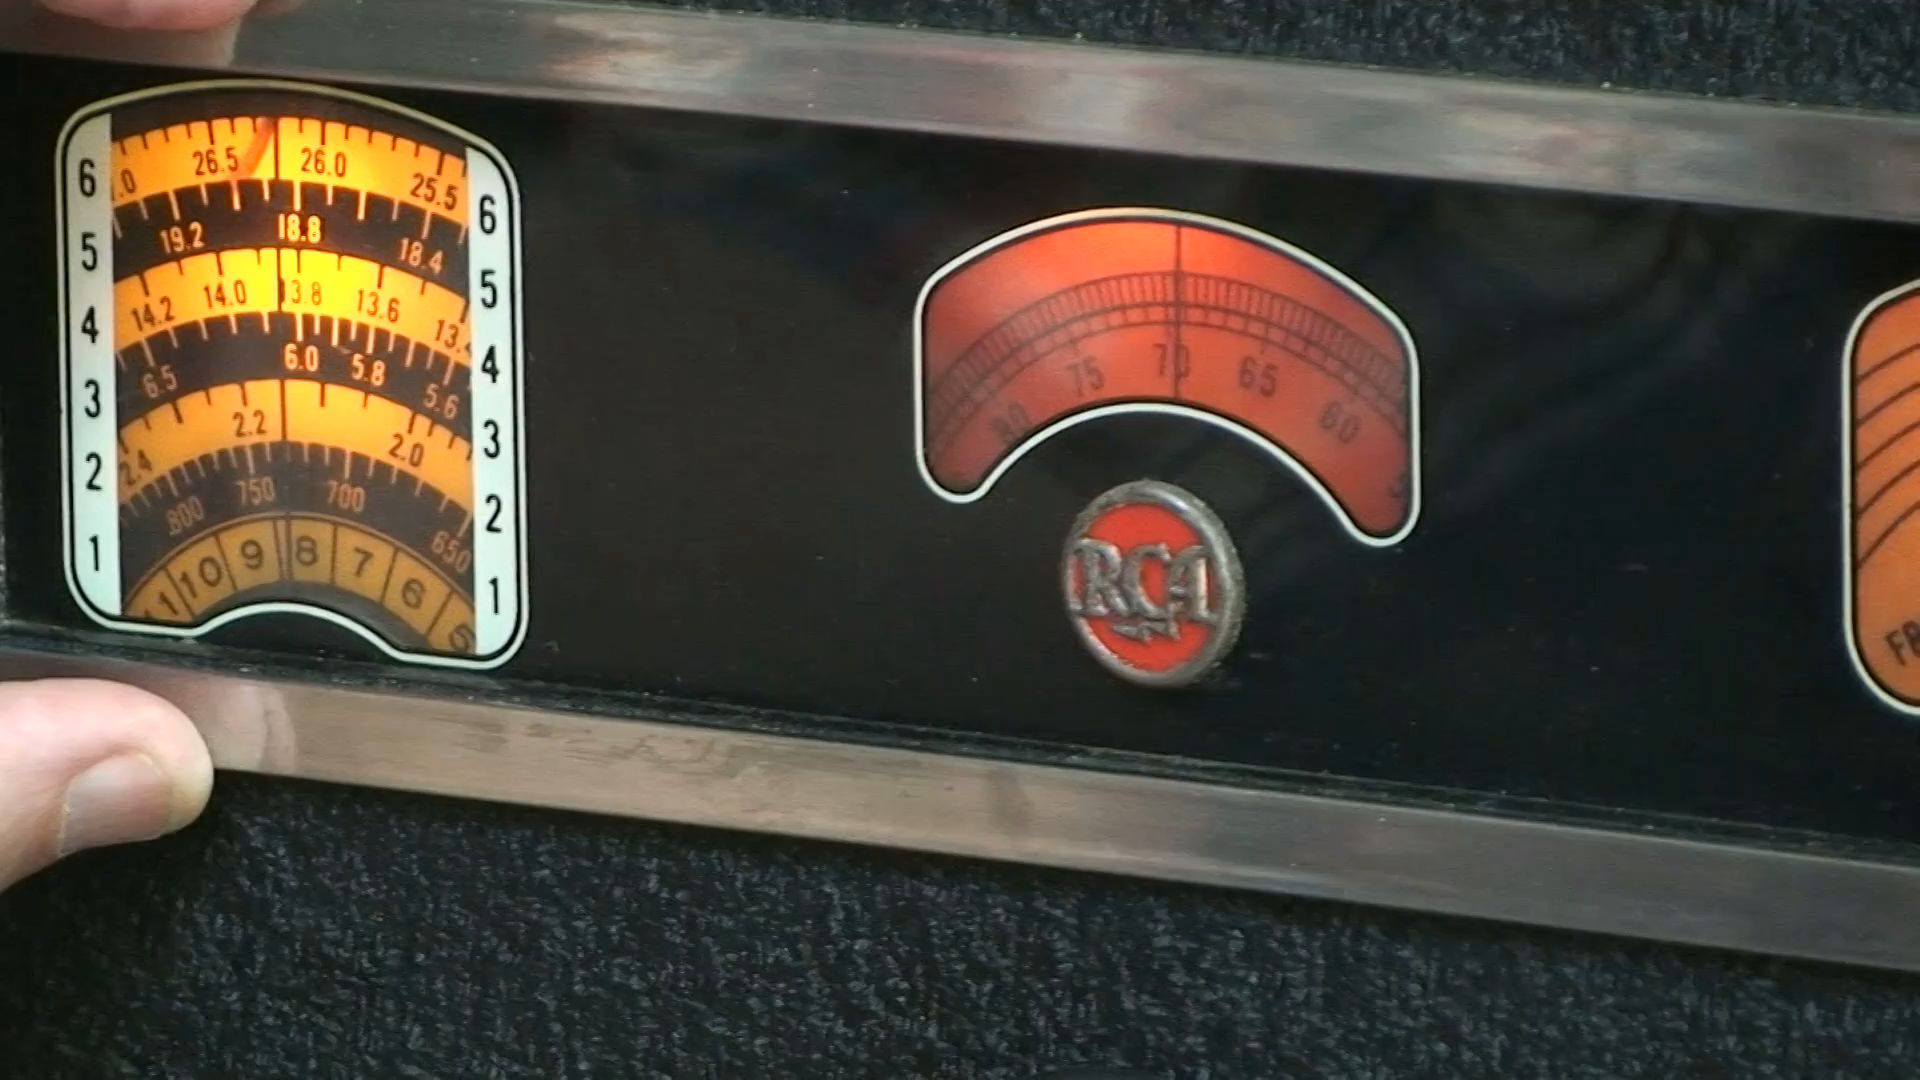 6 26.5 26.0 25.5 6
5 19.2 18.8 18.4 5
4 14.2 14.0 13.8 13.6 4
3 6.5 6.0 5.8 5.6 3
2 2.4 2.2 2.0 2
1 800 750 700 650 1
11 10 9 8 7 6 5
80 75 70 65 60
RCA